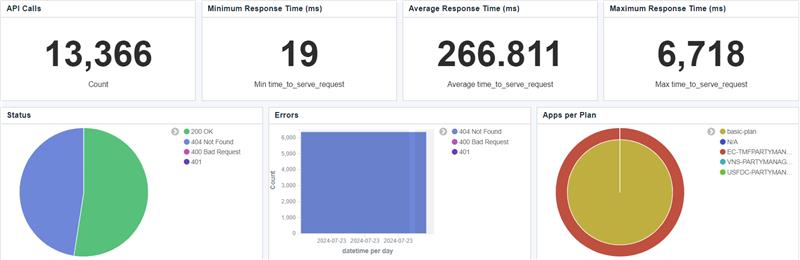 API Calls
13,366
Count
Minimum Response Time (ms)
19
Min time_to_serve_request
Average Response Time (ms)
266.811
Average time_to_serve_request
Maximum Response Time (ms)
6,718
Max time_to_serve_request
Status
200 OK
404 Not Found
400 Bad Request
401
Errors
Count
6,000
5,000
4,000
3,000
2,000
1,000
0
2024-07-23 2024-07-23 2024-07-23
datetime per day
404 Not Found
400 Bad Request
401
Apps per Plan
basic-plan
N/A
EC-TMFPARTYMAN...
VNS-PARTYMANAG...
USFDC-PARTYMAN...